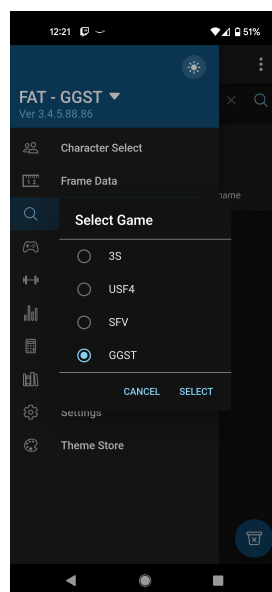 12:21
51%
FAT - GGST
Ver 3.4.5.88.86
Character Select
Frame Data
name
Select Game
3S
USF4
SFV
GGST
CANCEL
SELECT
Settings
Theme Store